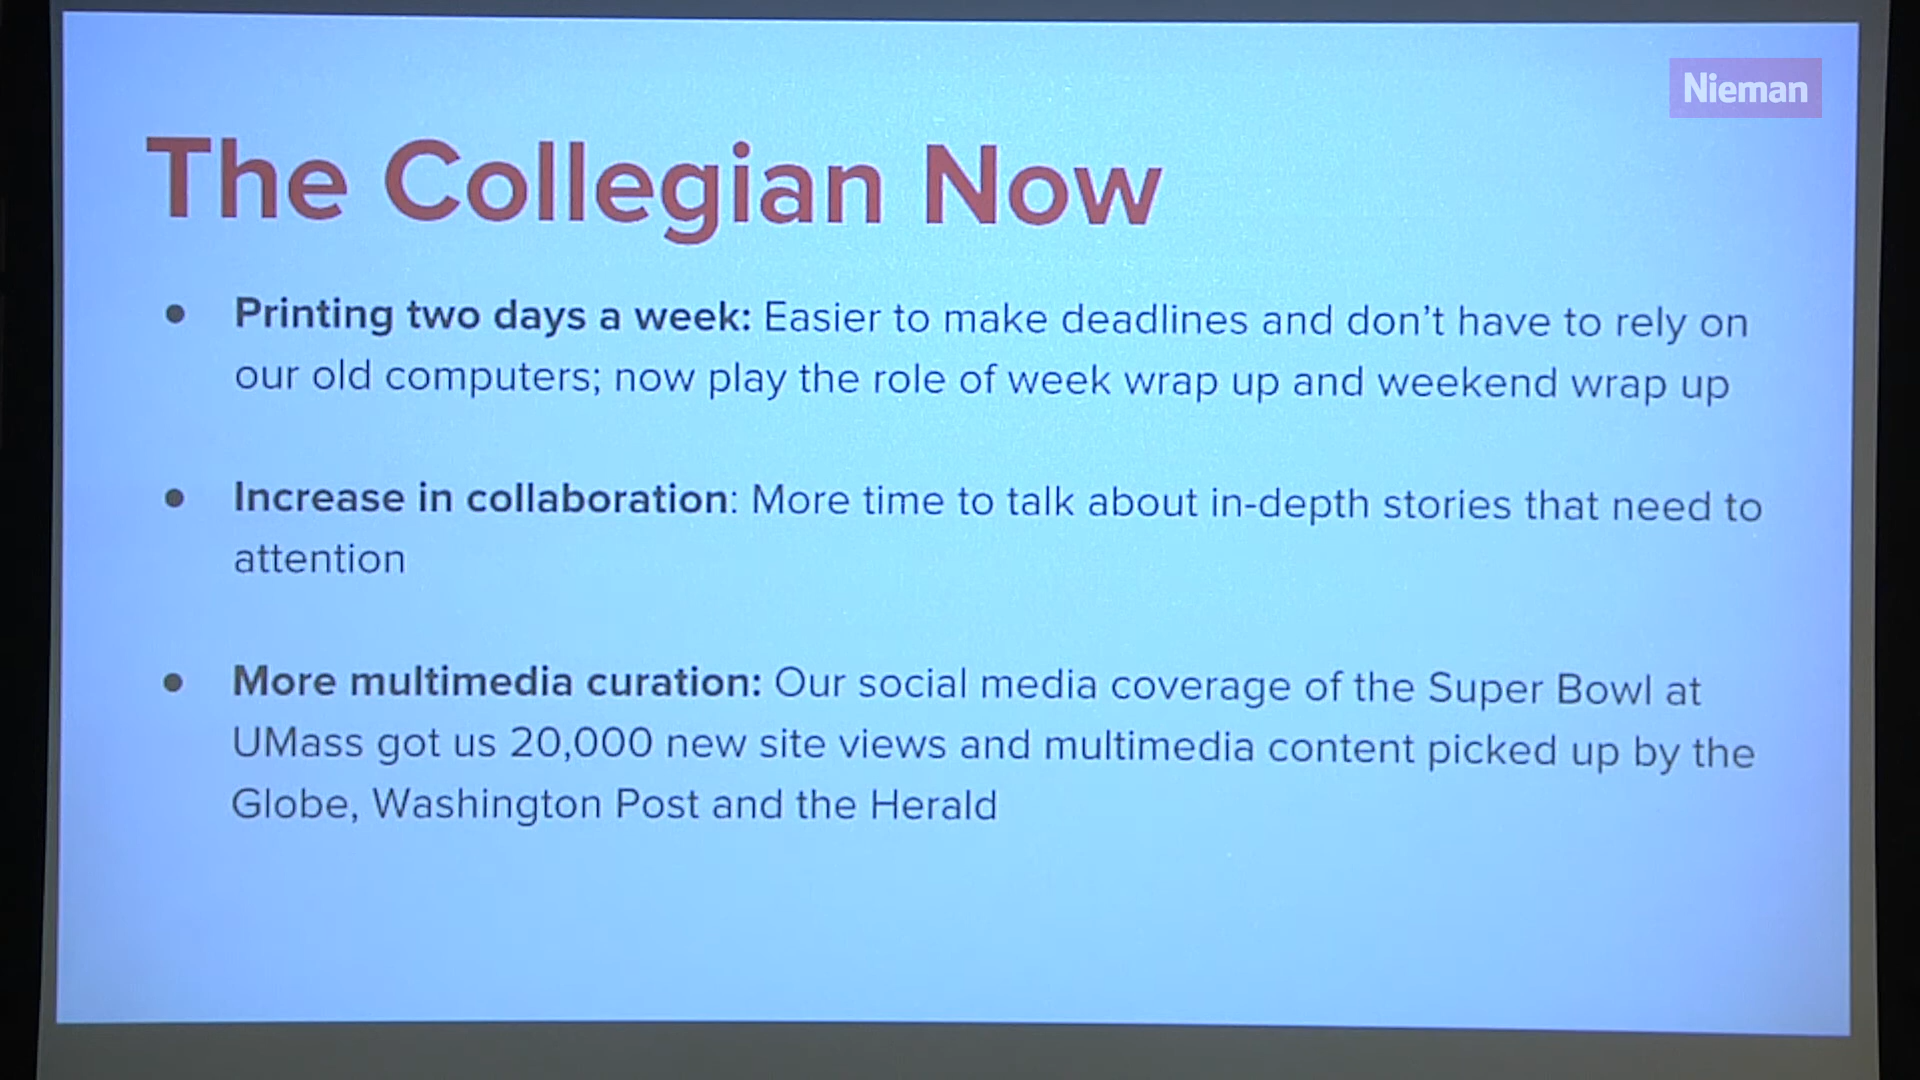 Nieman
The Collegian Now
● Printing two days a week: Easier to make deadlines and don't have to rely on
our old computers; now play the role of week wrap up and weekend wrap up
● Increase in collaboration: More time to talk about in-depth stories that need to
attention
● More multimedia curation: Our social media coverage of the Super Bowl at
UMass got us 20,000 new site views and multimedia content picked up by the
Globe, Washington Post and the Herald